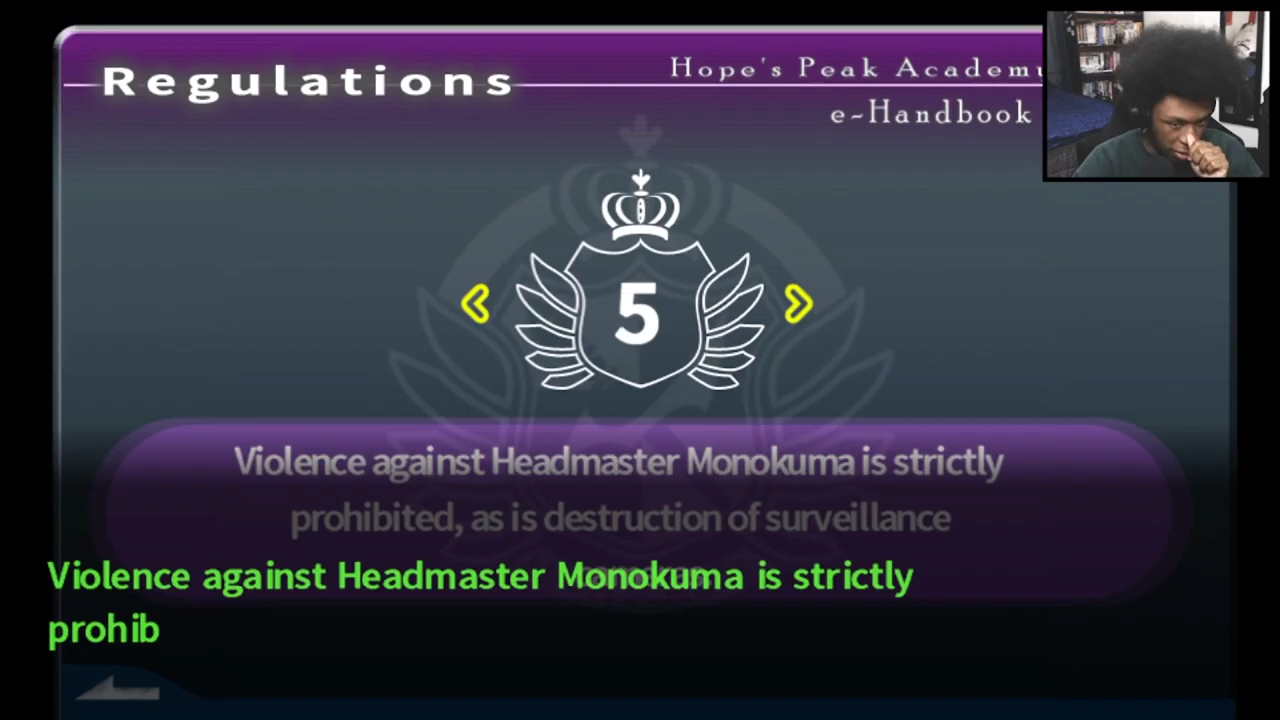 Regulations
Hope's Peak Academ
e-Handbook
5
Violence against Headmaster Monokuma is strictly
prohibited, as is destruction of surveillance
Violence against Headmaster Monokuma is strictly
prohib